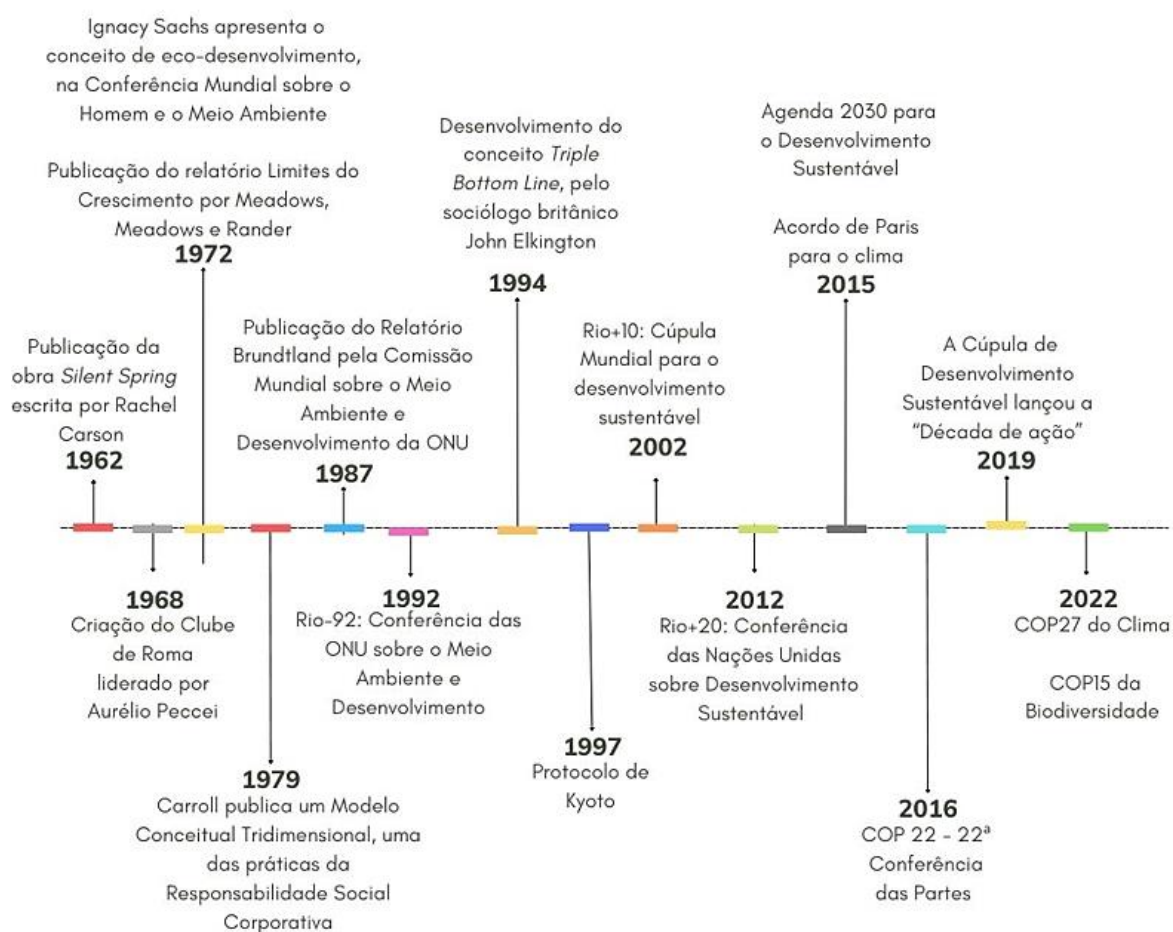 Ignacy Sachs apresenta o
conceito de eco-desenvolvimento,
na Conferência Mundial sobre o
Homem e o Meio Ambiente
Publicação do relatório Limites do
Crescimento por Meadows,
Meadows e Rander
1972
Desenvolvimento do
conceito Triple
Bottom Line, pelo
sociólogo britânico
John Elkington
1994
Agenda 2030 para
o Desenvolvimento
Sustentável
Acordo de Paris
para o clima
2015
Publicação da
obra Silent Spring
escrita por Rachel
Carson
1962
Publicação do Relatório
Brundtland pela Comissão
Mundial sobre o Meio
Ambiente e
Desenvolvimento da ONU
1987
Rio+10: Cúpula
Mundial para o
desenvolvimento
sustentável
2002
A Cúpula de
Desenvolvimento
Sustentável lançou a
“Década de ação”
2019
1968
Criação do Clube
de Roma
liderado por
Aurélio Peccei
1992
Rio-92: Conferência das
ONU sobre o Meio
Ambiente e
Desenvolvimento
2012
Rio+20: Conferência
das Nações Unidas
sobre Desenvolvimento
Sustentável
2022
COP27 do Clima
COP15 da
Biodiversidade
1979
Carroll publica um Modelo
Conceitual Tridimensional, uma
das práticas da
Responsabilidade Social
Corporativa
1997
Protocolo de
Kyoto
2016
COP 22 - 22ª
Conferência
das Partes